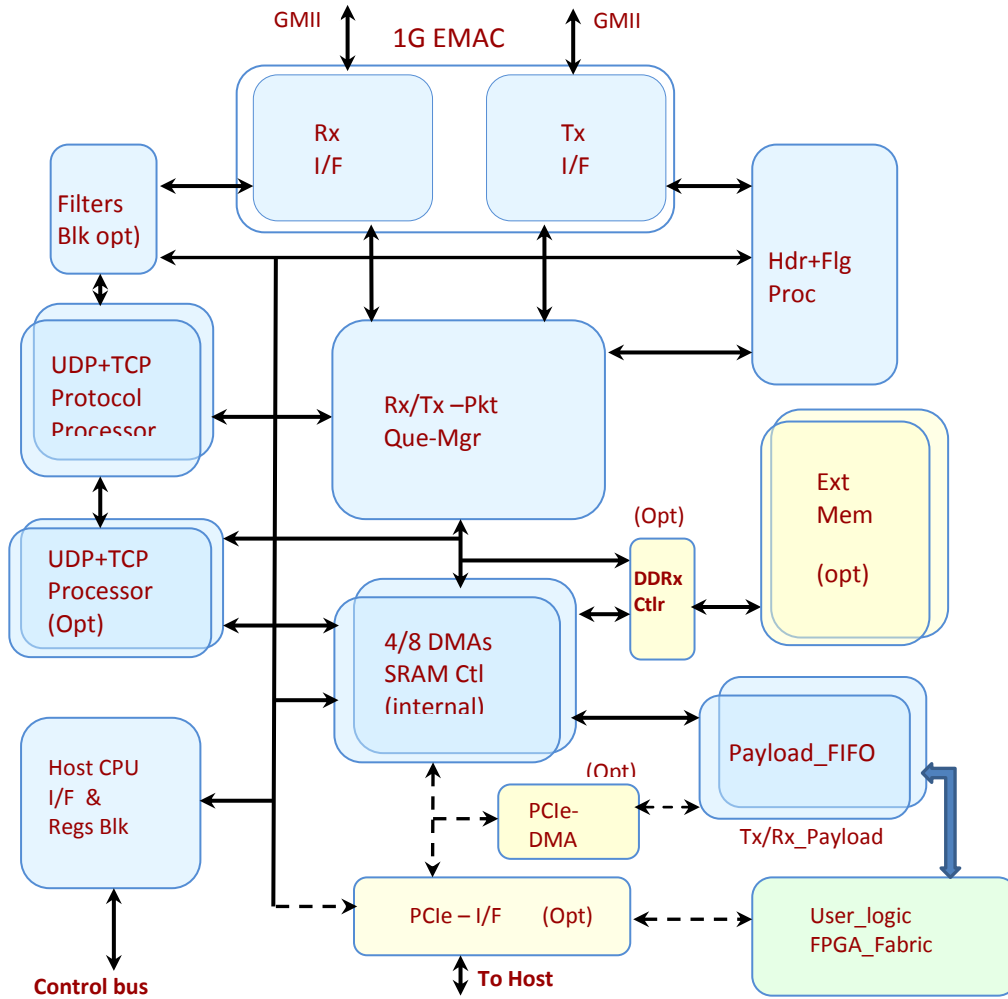 GMII
GMII
1G EMAC
Rx
I/F
Tx
I/F
Filters
Blk opt)
Hdr+Flg
Proc
UDP+TCP
Protocol
Processor
Rx/Tx –Pkt
Que-Mgr
Ext
Mem
(opt)
(Opt)
DDRx
Ctlr
UDP+TCP
Processor
(Opt)
4/8 DMAs
SRAM Ctl
(internal)
Payload_FIFO
Host CPU
I/F &
Regs Blk
(Opt)
PCIe-
DMA
Tx/Rx_Payload
PCIe – I/F (Opt)
User_logic
FPGA_Fabric
Control bus
To Host